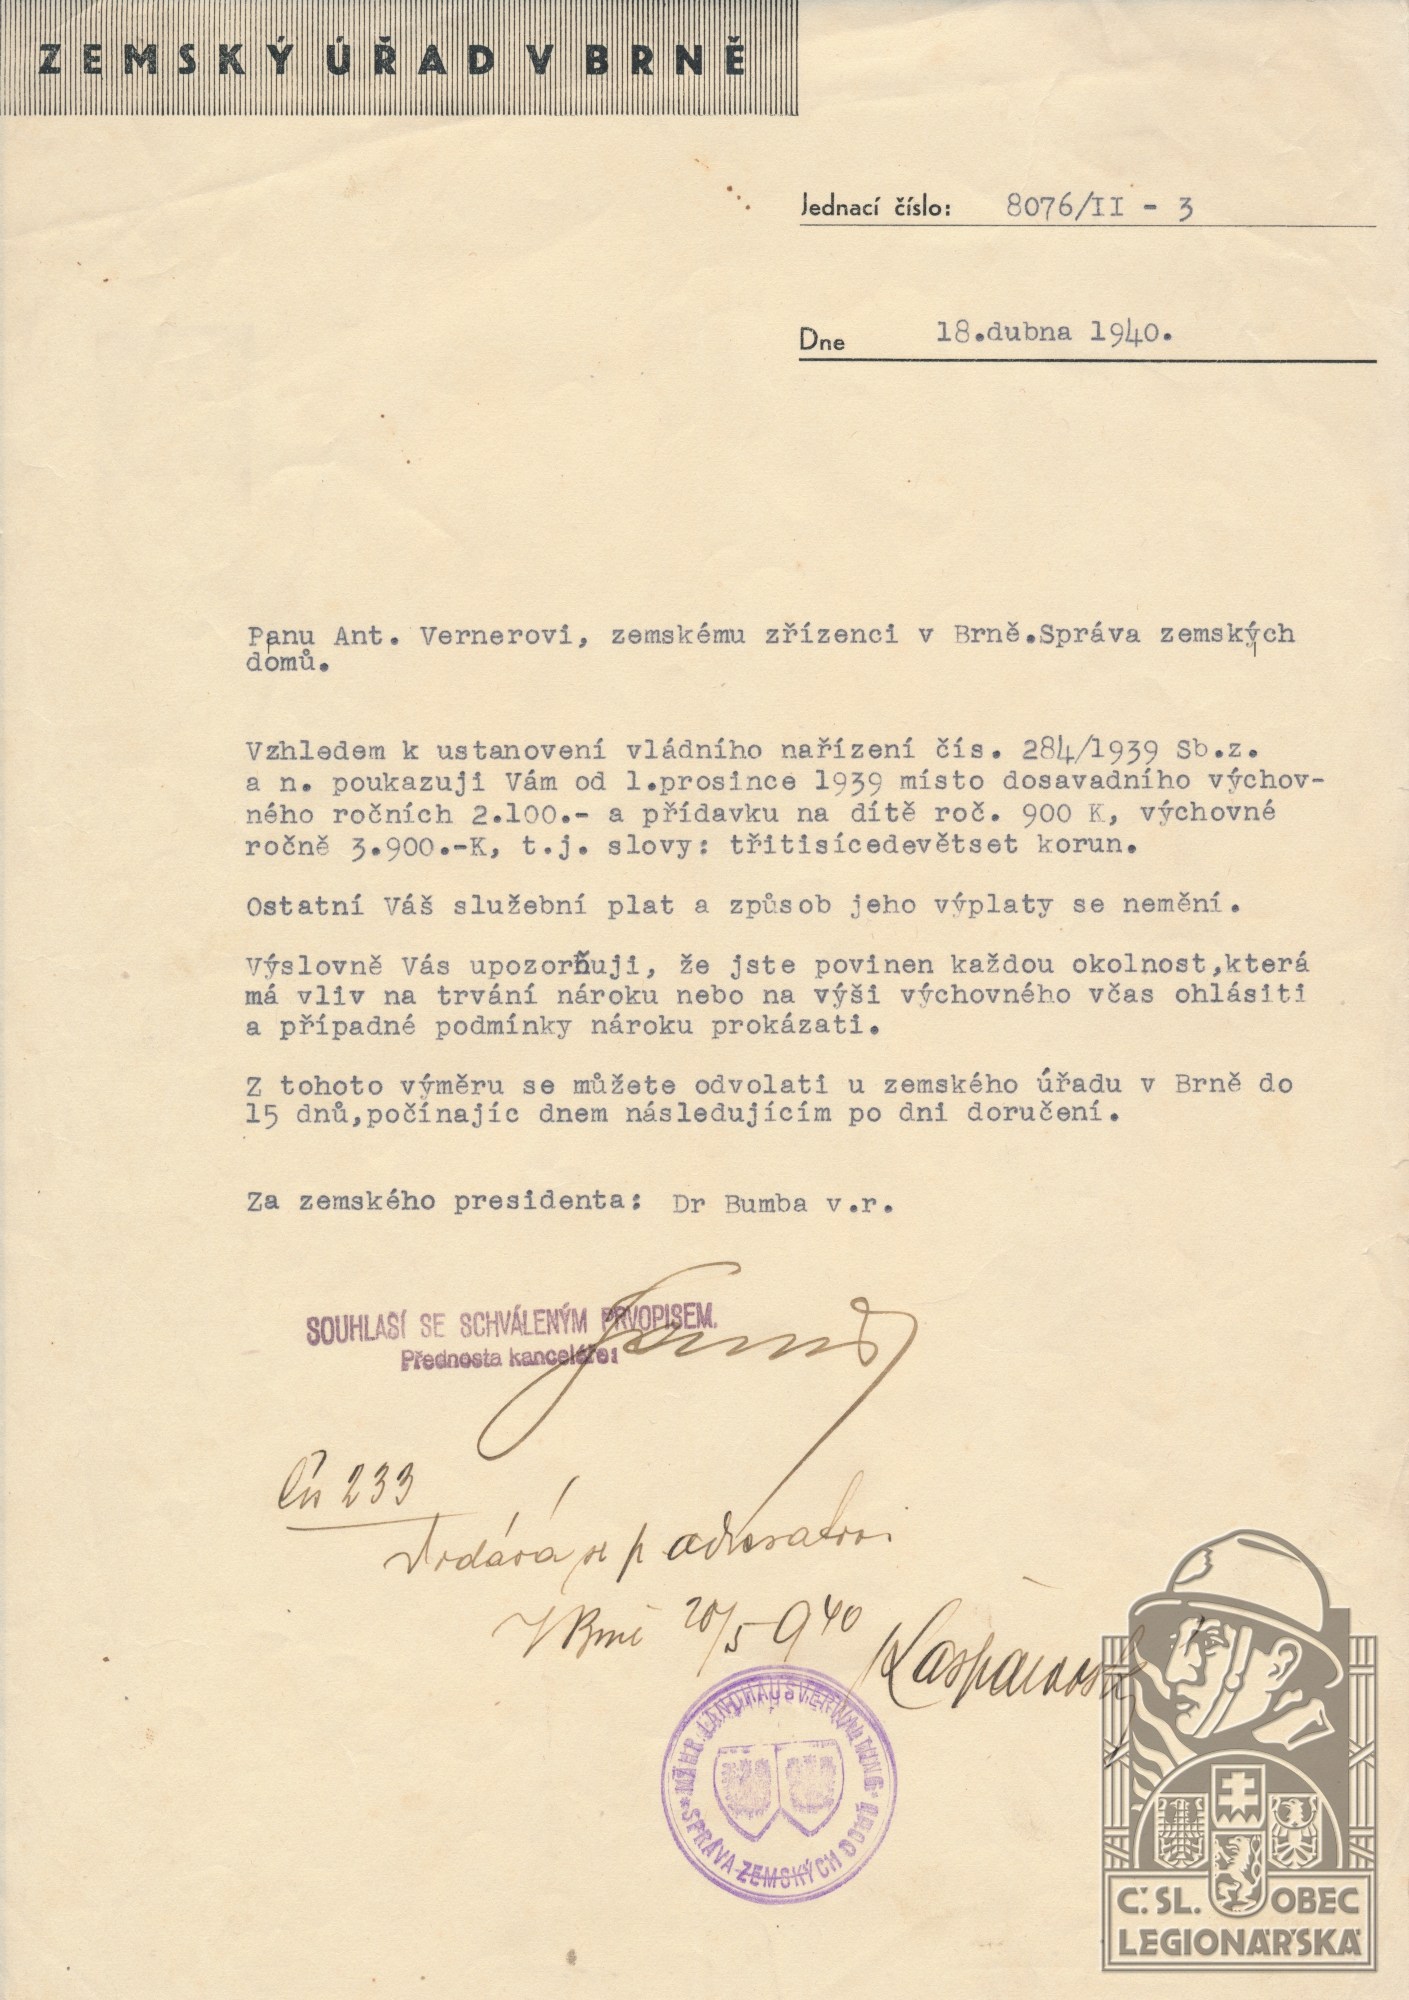 ZEMSKÝ ÚŘAD V BRNĚ
Jednací číslo: 8076/II - 3
Dne 18.dubna 1940.
Panu Ant. Vernerovi, zemskému zřízenci v Brně.Správa zemských
domů.
Vzhledem k ustanovení vládního nařízení čís. 284/1939 Sb.z.
a n. poukazuji Vám od 1.prosince 1939 místo dosavadního výchov-
ného ročních 2.100.- a přídavku na dítě roč. 900 K, výchovné
ročně 3.900.-K, t.j. slovy: třitisícedevětset korun.
Ostatní Váš služební plat a způsob jeho výplaty se nemění.
Výslovně Vás upozorňuji, že jste povinen každou okolnost,která
má vliv na trvání nároku nebo na výši výchovného včas ohlásiti
a případné podmínky nároku prokázati.
Z tohoto výměru se můžete odvolati u zemského úřadu v Brně do
15 dnů,počínajíc dnem následujícím po dni doručení.
Za zemského presidenta: Dr Bumba v.r.
SOUHLASÍ SE SCHVÁLENÝM PRVOPISEM.
Přednosta kanceláře:
Čís 233
p adresatovi
V Brně 20/5 940
MÄHR. LANDHAUSVERWALTUNG
SPRÁVA ZEMSKÝCH DOMŮ
Č.SL. OBEC
LEGIONÁŘSKÁ